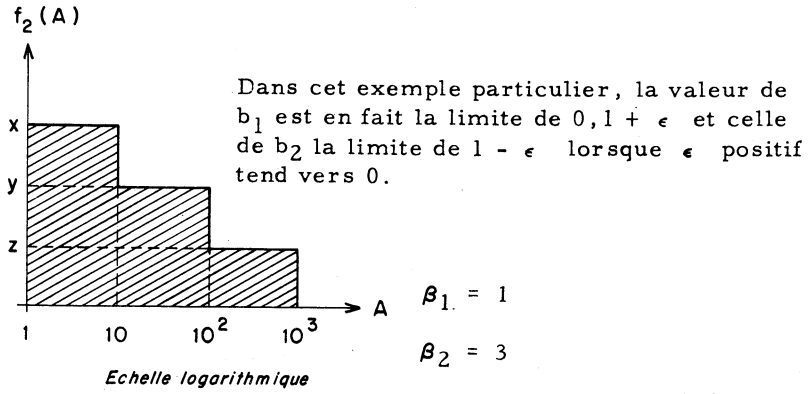 f₂(A)
Dans cet exemple particulier, la valeur de
b₁ est en fait la limite de 0,1 + ϵ et celle
de b₂ la limite de 1 - ϵ lorsque ϵ positif
tend vers 0.
x
y
z
A
1 10 10² 10³
Echelle logarithmique
β₁ = 1
β₂ = 3